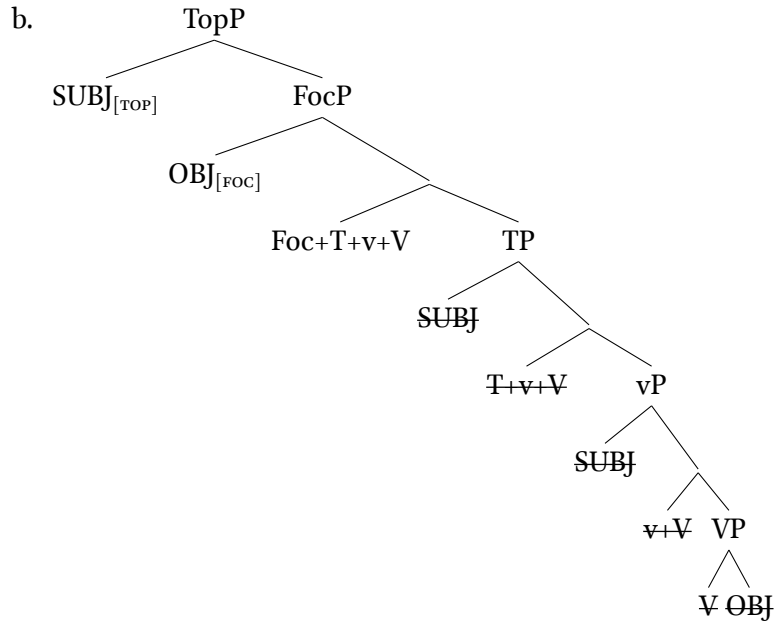 b.
TopP
SUBJ[TOP] FocP
OBJ[FOC]
Foc+T+v+V TP
SUBJ
T+v+V vP
SUBJ
v+V VP
V OBJ